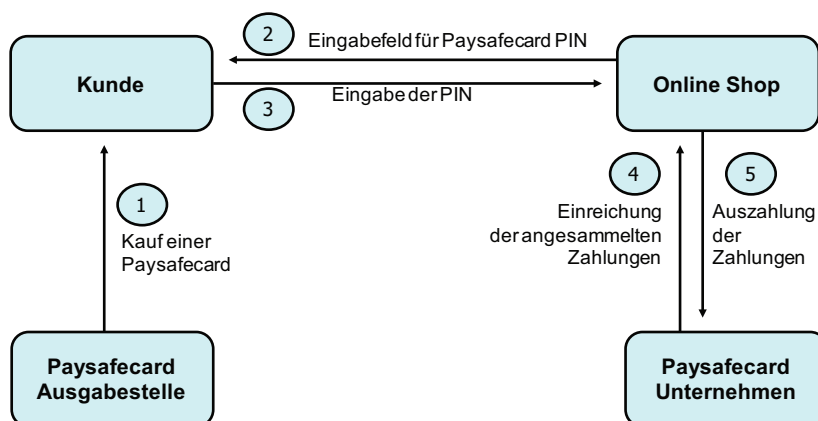 2
Eingabefeld für Paysafecard PIN
Kunde
Online Shop
3
Eingabe der PIN
1
Kauf einer
Paysafecard
4
Einreichung
der angesammelten
Zahlungen
5
Auszahlung
der
Zahlungen
Paysafecard
Ausgabestelle
Paysafecard
Unternehmen